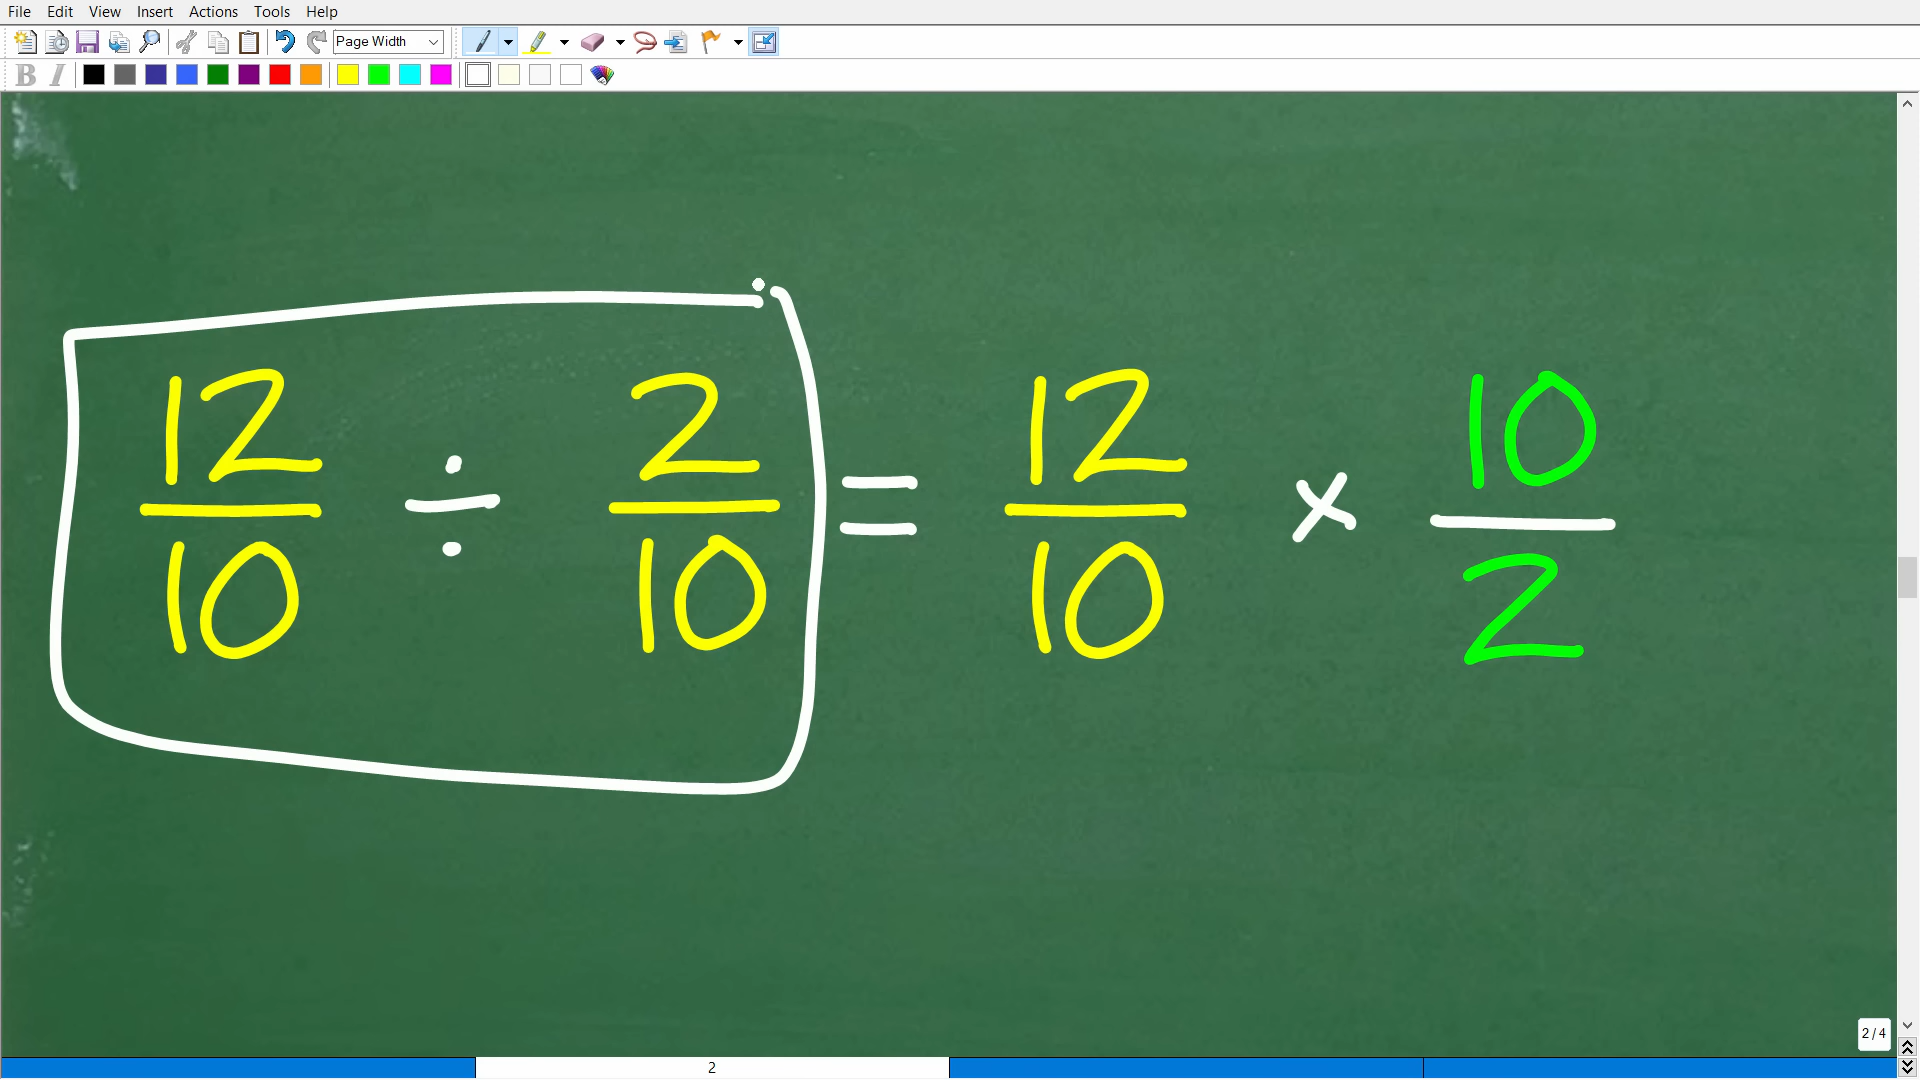 File Edit View Insert Actions Tools Help
Page Width
B I
12/10 ÷ 2/10 = 12/10 × 10/2
2 / 4
2